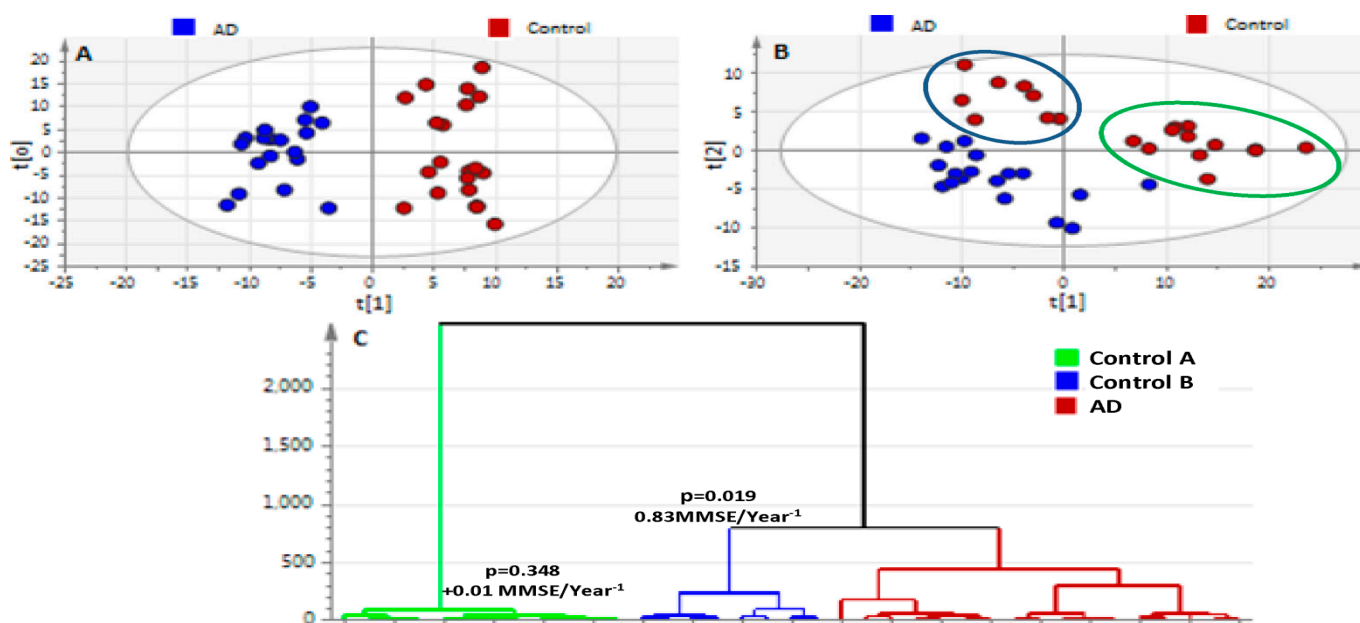 AD Control
A
20
15
10
5
0
-5
-10
-15
-20
-25
t[0]
-25 -20 -15 -10 -5 0 5 10 15 20
t[1]
AD Control
B
10
5
0
-5
-10
-15
t[2]
-30 -20 -10 0 10 20
t[1]
C
2,000
1,500
1,000
500
0
Control A
Control B
AD
p=0.019
0.83MMSE/Year⁻¹
p=0.348
+0.01 MMSE/Year⁻¹